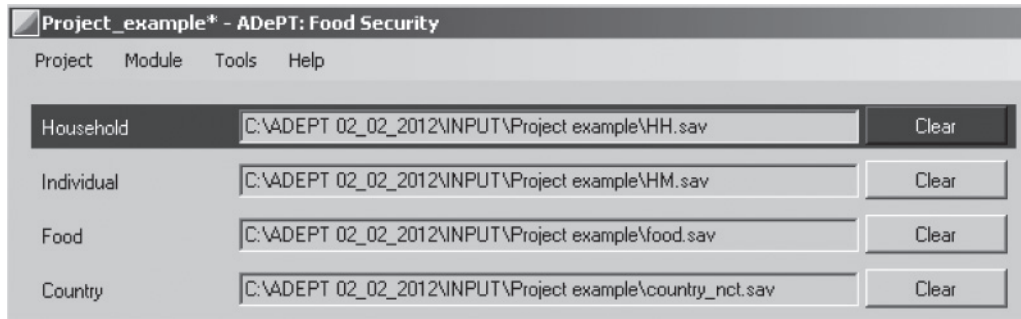 Project_example* - ADePT: Food Security
Project Module Tools Help
Household C:\ADEPT 02_02_2012\INPUT\Project example\HH.sav Clear
Individual C:\ADEPT 02_02_2012\INPUT\Project example\HM.sav Clear
Food C:\ADEPT 02_02_2012\INPUT\Project example\food.sav Clear
Country C:\ADEPT 02_02_2012\INPUT\Project example\country_nct.sav Clear